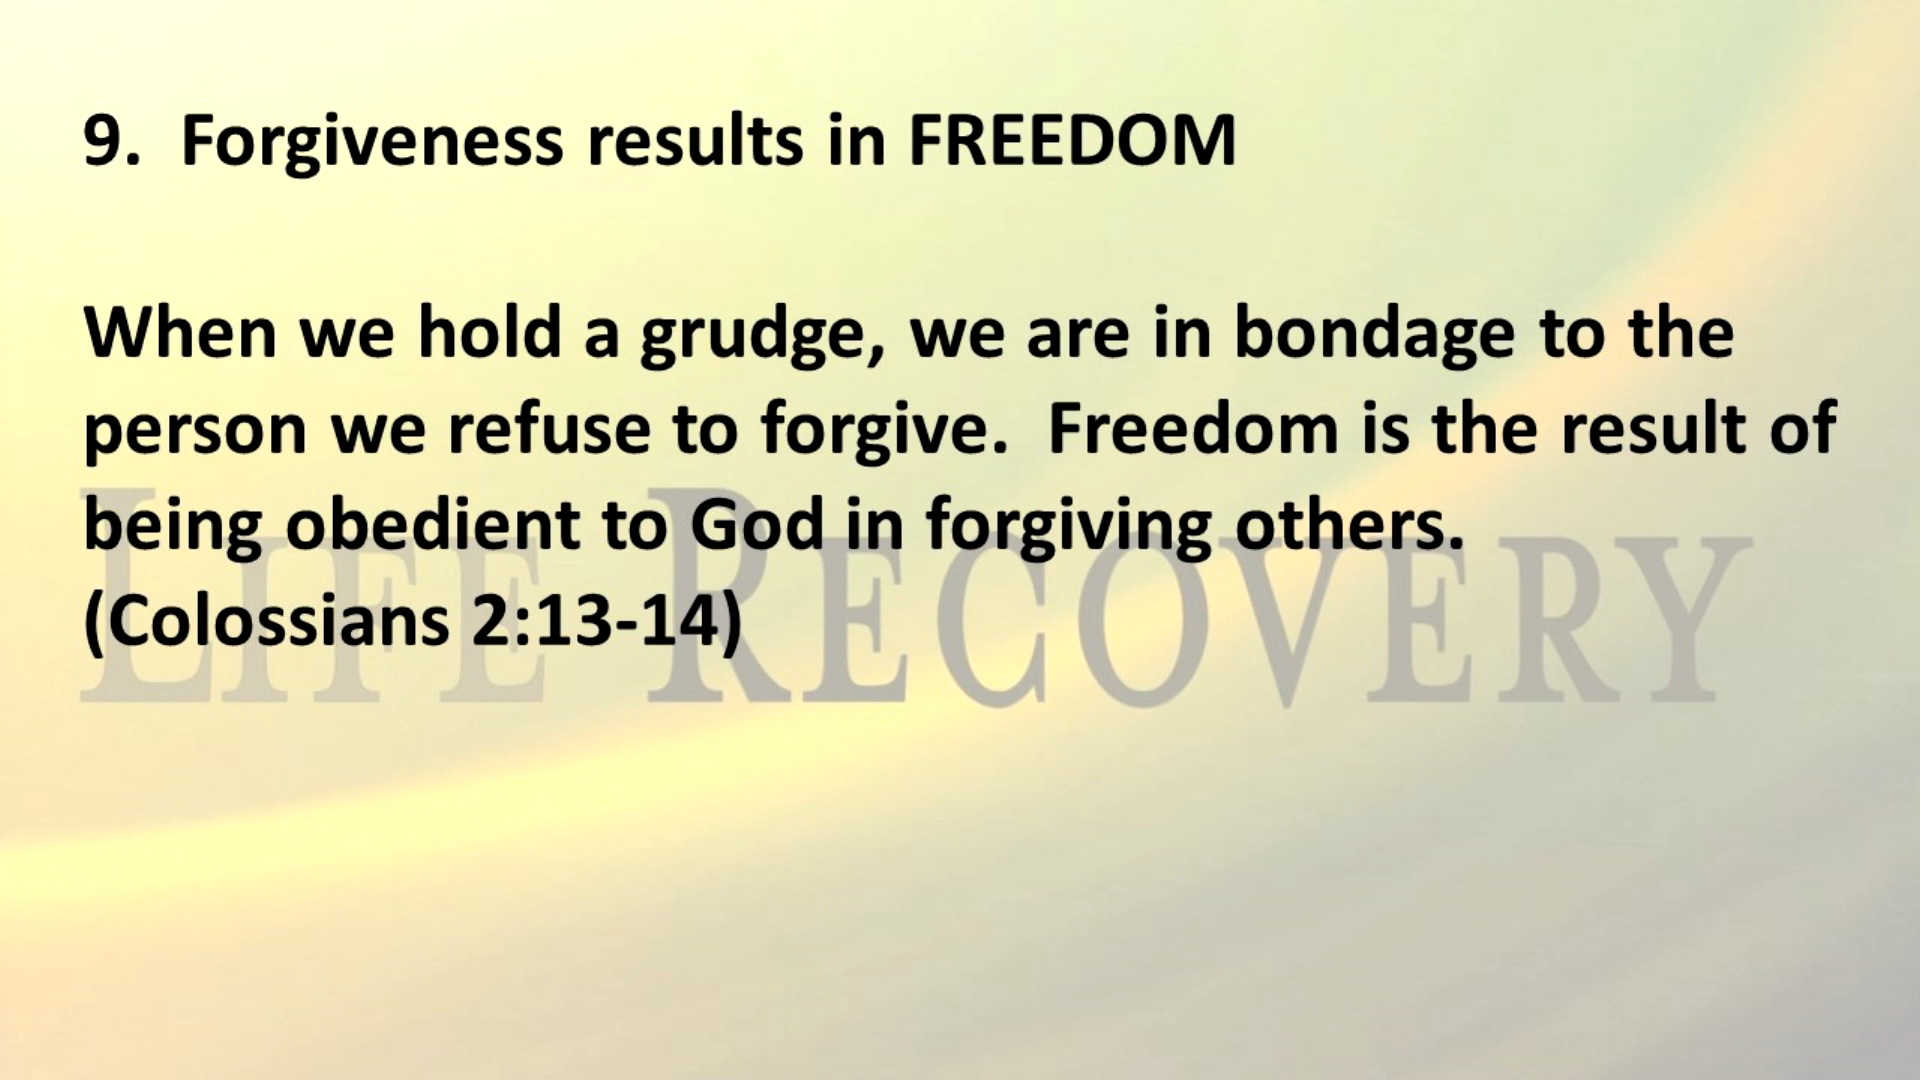 9.  Forgiveness results in FREEDOM
When we hold a grudge, we are in bondage to the
person we refuse to forgive.  Freedom is the result of
being obedient to God in forgiving others.
(Colossians 2:13-14)
LIFE RECOVERY